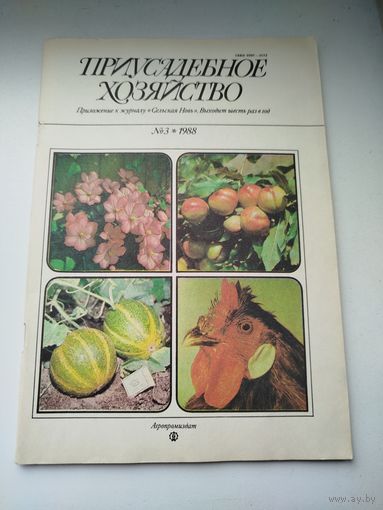 ПРИУСАДЕБНОЕ
ХОЗЯЙСТВО
Приложение к журналу «Сельская Новь». Выходит шесть раз в год
№3 * 1988
Агропромиздат
www.ay.by